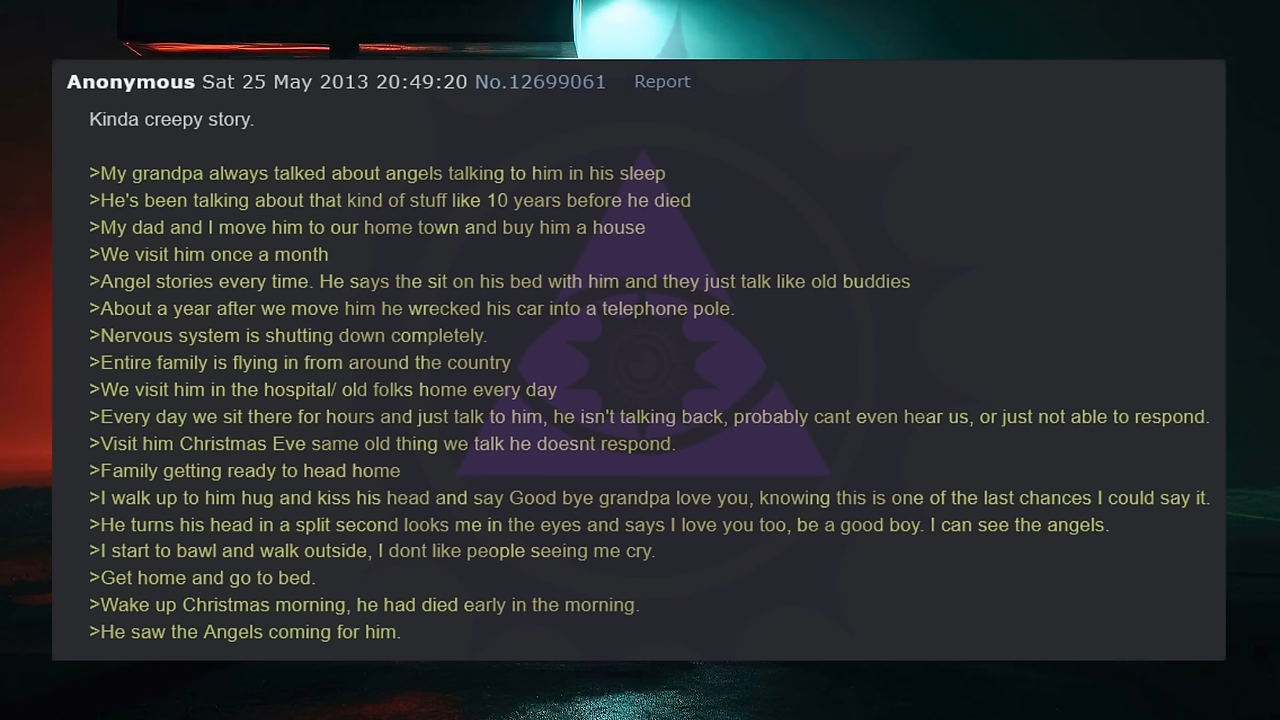 Anonymous Sat 25 May 2013 20:49:20 No.12699061 Report
Kinda creepy story.
>My grandpa always talked about angels talking to him in his sleep
>He's been talking about that kind of stuff like 10 years before he died
>My dad and I move him to our home town and buy him a house
>We visit him once a month
>Angel stories every time. He says the sit on his bed with him and they just talk like old buddies
>About a year after we move him he wrecked his car into a telephone pole.
>Nervous system is shutting down completely.
>Entire family is flying in from around the country
>We visit him in the hospital/ old folks home every day
>Every day we sit there for hours and just talk to him, he isn't talking back, probably cant even hear us, or just not able to respond.
>Visit him Christmas Eve same old thing we talk he doesnt respond.
>Family getting ready to head home
>I walk up to him hug and kiss his head and say Good bye grandpa love you, knowing this is one of the last chances I could say it.
>He turns his head in a split second looks me in the eyes and says I love you too, be a good boy. I can see the angels.
>I start to bawl and walk outside, I dont like people seeing me cry.
>Get home and go to bed.
>Wake up Christmas morning, he had died early in the morning.
>He saw the Angels coming for him.